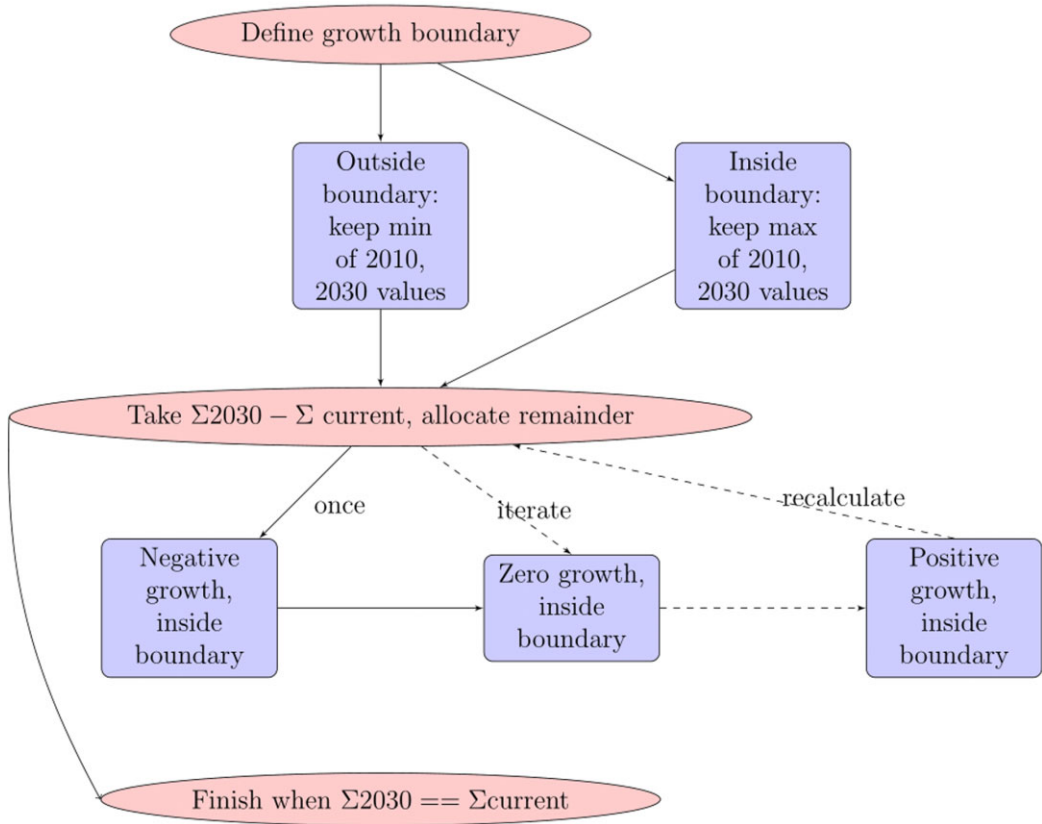 Define growth boundary
Outside
boundary:
keep min
of 2010,
2030 values
Inside
boundary:
keep max
of 2010,
2030 values
Take Σ2030 − Σ current, allocate remainder
once
iterate
recalculate
Negative
growth,
inside
boundary
Zero growth,
inside
boundary
Positive
growth,
inside
boundary
Finish when Σ2030 == Σcurrent